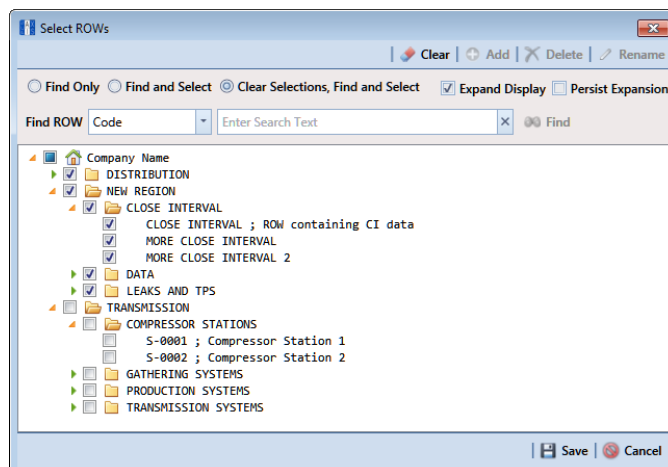 Select ROWs
Clear Add Delete Rename
Find Only Find and Select Clear Selections, Find and Select Expand Display Persist Expansion
Find ROW Code Enter Search Text Find
Company Name
DISTRIBUTION
NEW REGION
CLOSE INTERVAL
CLOSE INTERVAL ; ROW containing CI data
MORE CLOSE INTERVAL
MORE CLOSE INTERVAL 2
DATA
LEAKS AND TPS
TRANSMISSION
COMPRESSOR STATIONS
S-0001 ; Compressor Station 1
S-0002 ; Compressor Station 2
GATHERING SYSTEMS
PRODUCTION SYSTEMS
TRANSMISSION SYSTEMS
Save Cancel